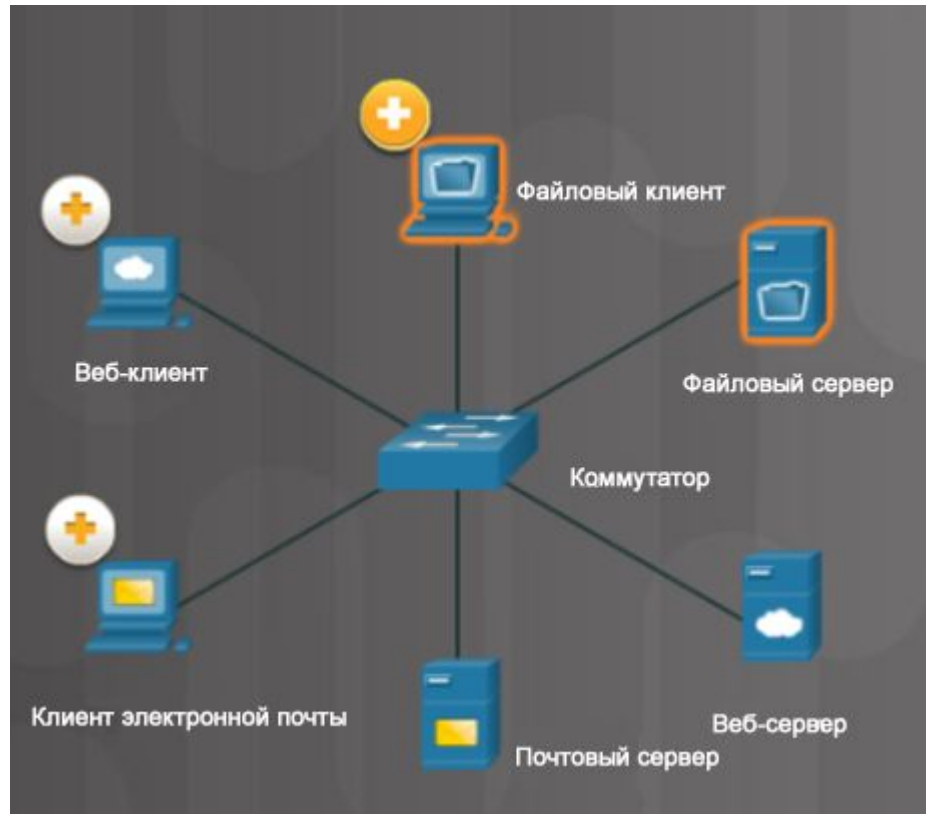 Файловый клиент
Веб-клиент
Файловый сервер
Коммутатор
Клиент электронной почты
Веб-сервер
Почтовый сервер